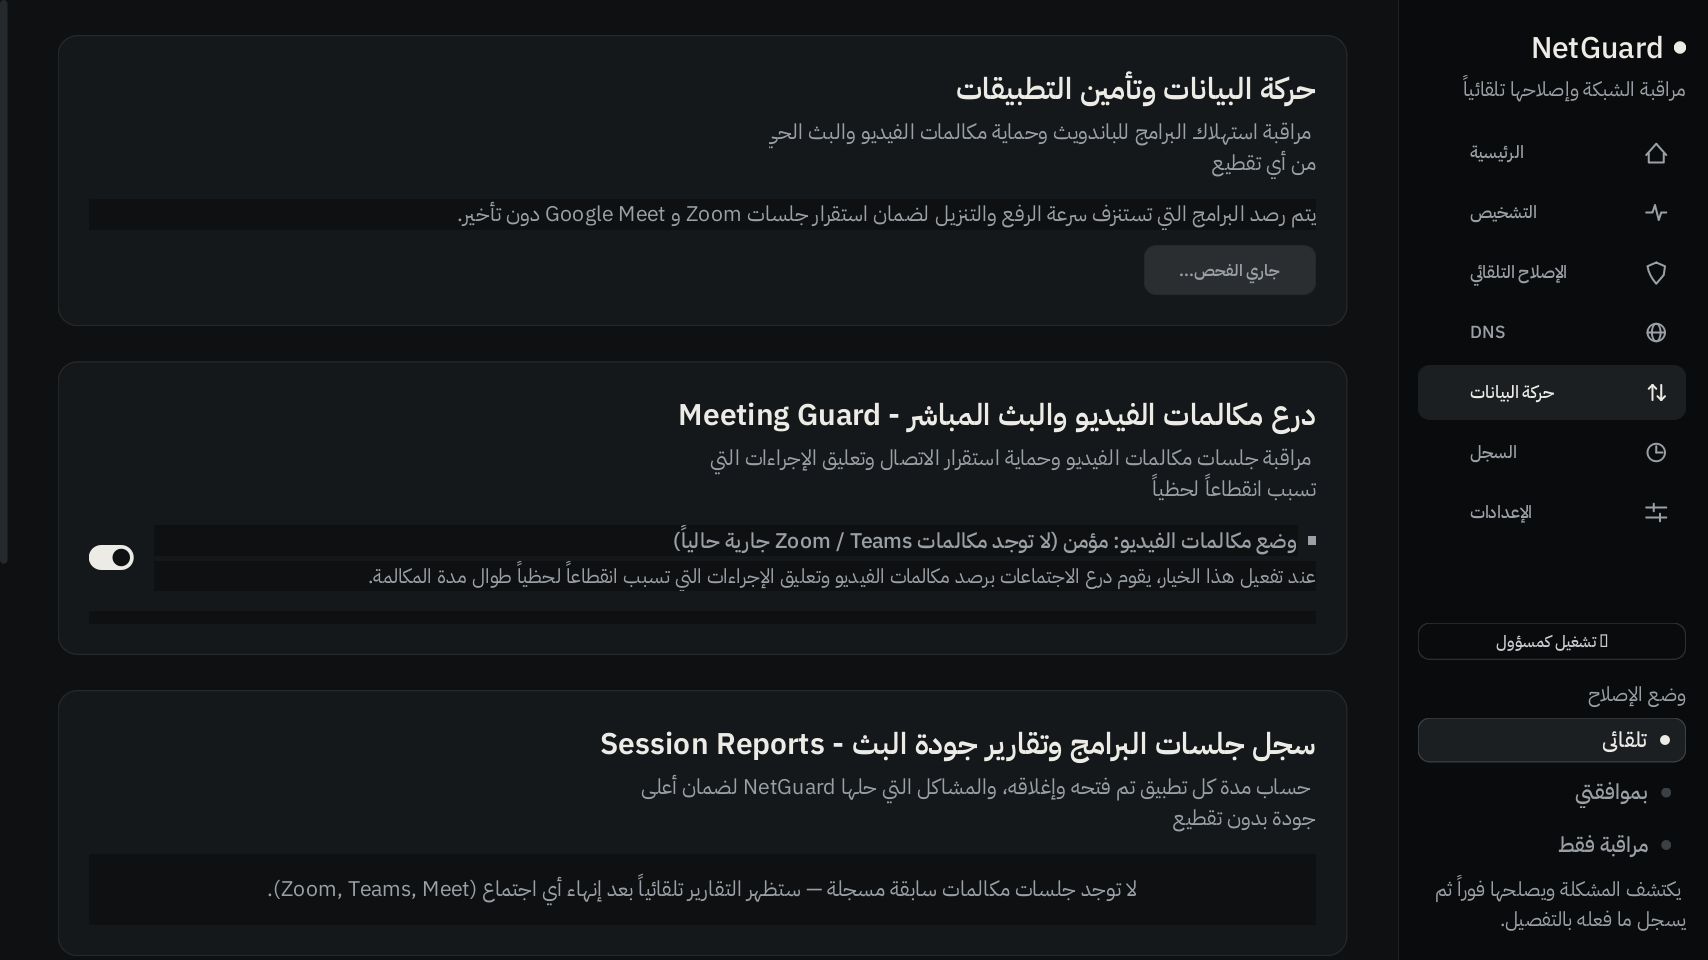 NetGuard
مراقبة الشبكة وإصلاحها تلقائياً
الرئيسية
التشخيص
الإصلاح التلقائي
DNS
حركة البيانات
السجل
الإعدادات
تشغيل كمسؤول
وضع الإصلاح
تلقائى
بموافقتي
مراقبة فقط
يكتشف المشكلة ويصلحها فوراً ثم
يسجل ما فعله بالتفصيل.
حركة البيانات وتأمين التطبيقات
مراقبة استهلاك البرامج للباندويث وحماية مكالمات الفيديو والبث الحي
من أي تقطيع
يتم رصد البرامج التي تستنزف سرعة الرفع والتنزيل لضمان استقرار جلسات Zoom و Google Meet دون تأخير.
جاري الفحص...
درع مكالمات الفيديو والبث المباشر - Meeting Guard
مراقبة جلسات مكالمات الفيديو وحماية استقرار الاتصال وتعليق الإجراءات التي
تسبب انقطاعاً لحظياً
وضع مكالمات الفيديو: مؤمن (لا توجد مكالمات Zoom / Teams جارية حالياً)
عند تفعيل هذا الخيار، يقوم درع الاجتماعات برصد مكالمات الفيديو وتعليق الإجراءات التي تسبب انقطاعاً لحظياً طوال مدة المكالمة.
سجل جلسات البرامج وتقارير جودة البث - Session Reports
حساب مدة كل تطبيق تم فتحه وإغلاقه، والمشاكل التي حلها NetGuard لضمان أعلى
جودة بدون تقطيع
لا توجد جلسات مكالمات سابقة مسجلة — ستظهر التقارير تلقائياً بعد إنهاء أي اجتماع (Zoom, Teams, Meet).